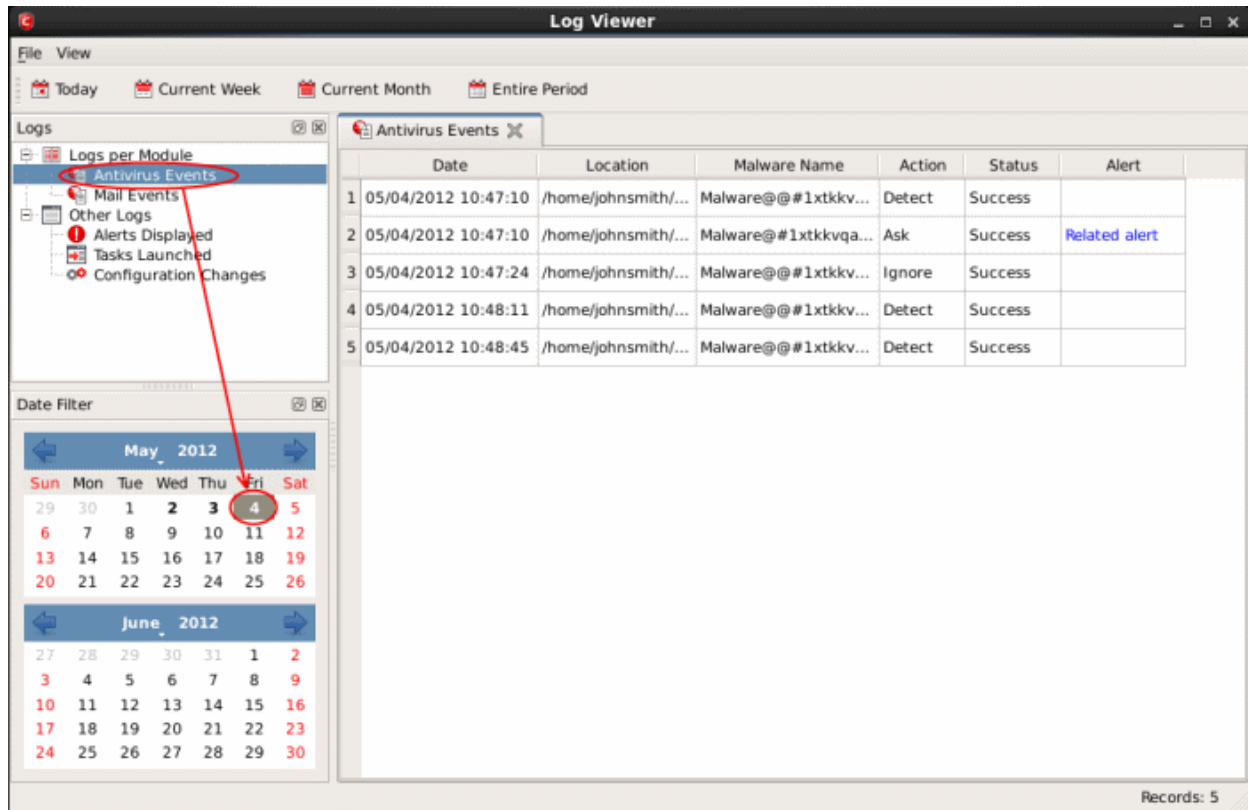 Log Viewer
File View
Today Current Week Current Month Entire Period
Logs
Logs per Module
Antivirus Events
Mail Events
Other Logs
Alerts Displayed
Tasks Launched
Configuration Changes
Date Filter
May 2012
Sun Mon Tue Wed Thu Fri Sat
29 30 1 2 3 4 5
6 7 8 9 10 11 12
13 14 15 16 17 18 19
20 21 22 23 24 25 26
June 2012
27 28 29 30 31 1 2
3 4 5 6 7 8 9
10 11 12 13 14 15 16
17 18 19 20 21 22 23
24 25 26 27 28 29 30
Antivirus Events
Date Location Malware Name Action Status Alert
1 05/04/2012 10:47:10 /home/johnsmith/... Malware@@#1xtkkv... Detect Success
2 05/04/2012 10:47:10 /home/johnsmith/... Malware@#1xtkkvqa... Ask Success Related alert
3 05/04/2012 10:47:24 /home/johnsmith/... Malware@@#1xtkkv... Ignore Success
4 05/04/2012 10:48:11 /home/johnsmith/... Malware@@#1xtkkv... Detect Success
5 05/04/2012 10:48:45 /home/johnsmith/... Malware@@#1xtkkv... Detect Success
Records: 5